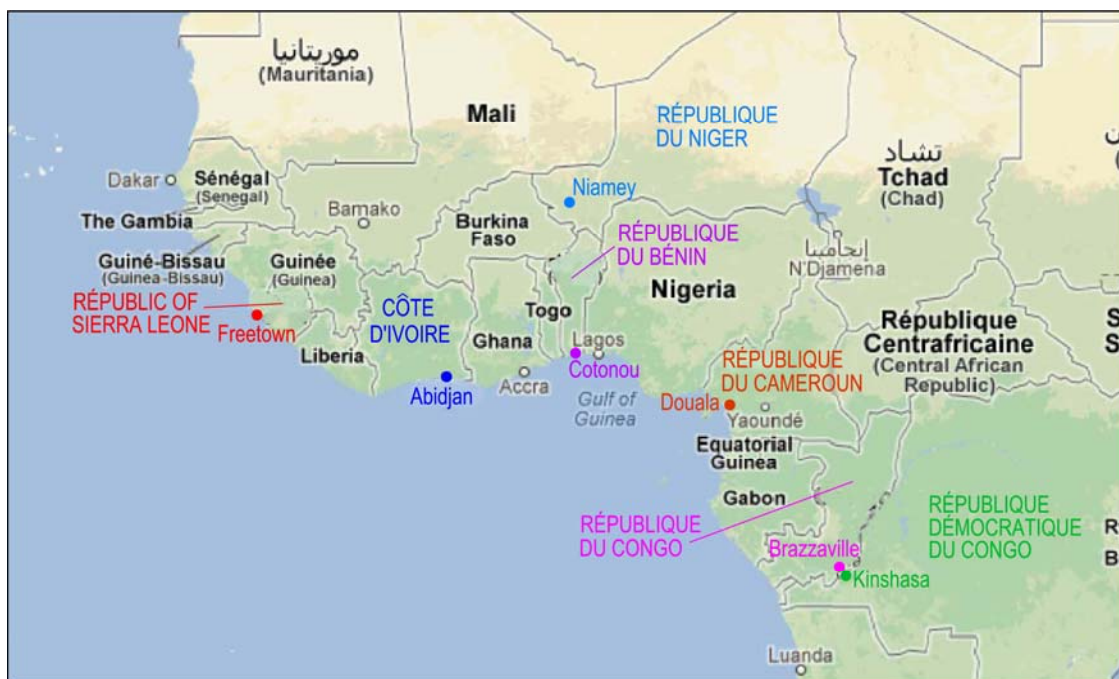 موريتانيا
(Mauritania)
Mali
RÉPUBLIQUE
DU NIGER
تشاد
Tchad
(Chad)
Dakar
Sénégal
(Senegal)
Niamey
The Gambia
Bamako
Burkina
Faso
RÉPUBLIQUE
DU BÉNIN
إنجامينا
N'Djamena
Guiné-Bissau
(Guinea-Bissau)
Guinée
(Guinea)
Nigeria
RÉPUBLIC OF
SIERRA LEONE
Freetown
CÔTE
D'IVOIRE
Togo
Ghana
Lagos
Cotonou
Liberia
République
Centrafricaine
(Central African
Republic)
RÉPUBLIQUE
DU CAMEROUN
Abidjan
Accra
Gulf of
Guinea
Douala
Yaoundé
Equatorial
Guinea
Gabon
RÉPUBLIQUE
DU CONGO
RÉPUBLIQUE
DÉMOCRATIQUE
DU CONGO
Brazzaville
Kinshasa
Luanda